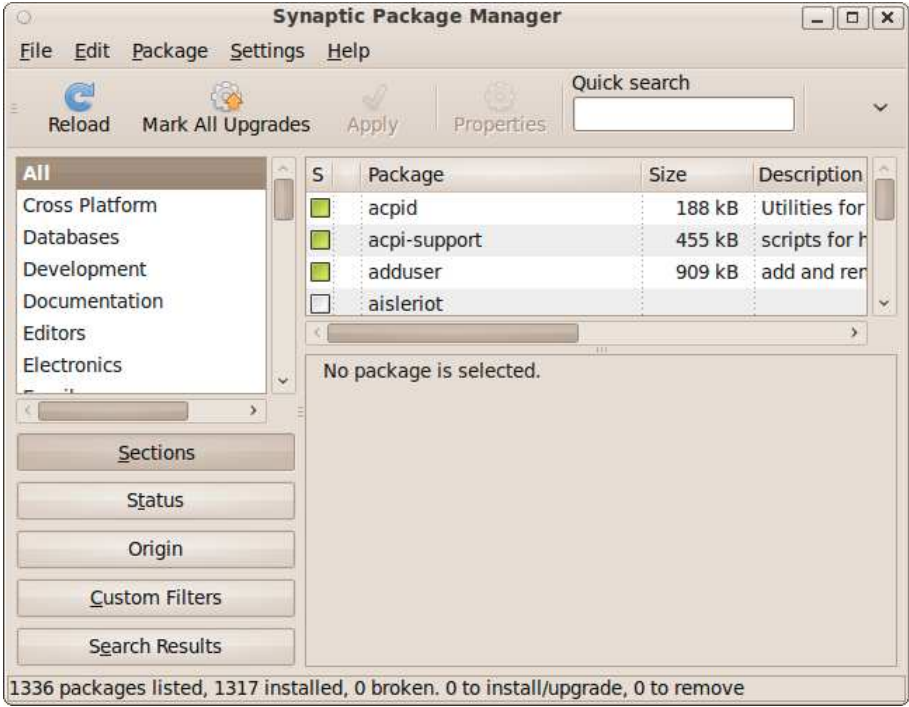 Synaptic Package Manager
File Edit Package Settings Help
Quick search
Reload Mark All Upgrades Apply Properties
All
Cross Platform
Databases
Development
Documentation
Editors
Electronics
S Package Size Description
acpid 188 kB Utilities for
acpi-support 455 kB scripts for h
adduser 909 kB add and rer
aisleriot
No package is selected.
Sections
Status
Origin
Custom Filters
Search Results
1336 packages listed, 1317 installed, 0 broken. 0 to install/upgrade, 0 to remove